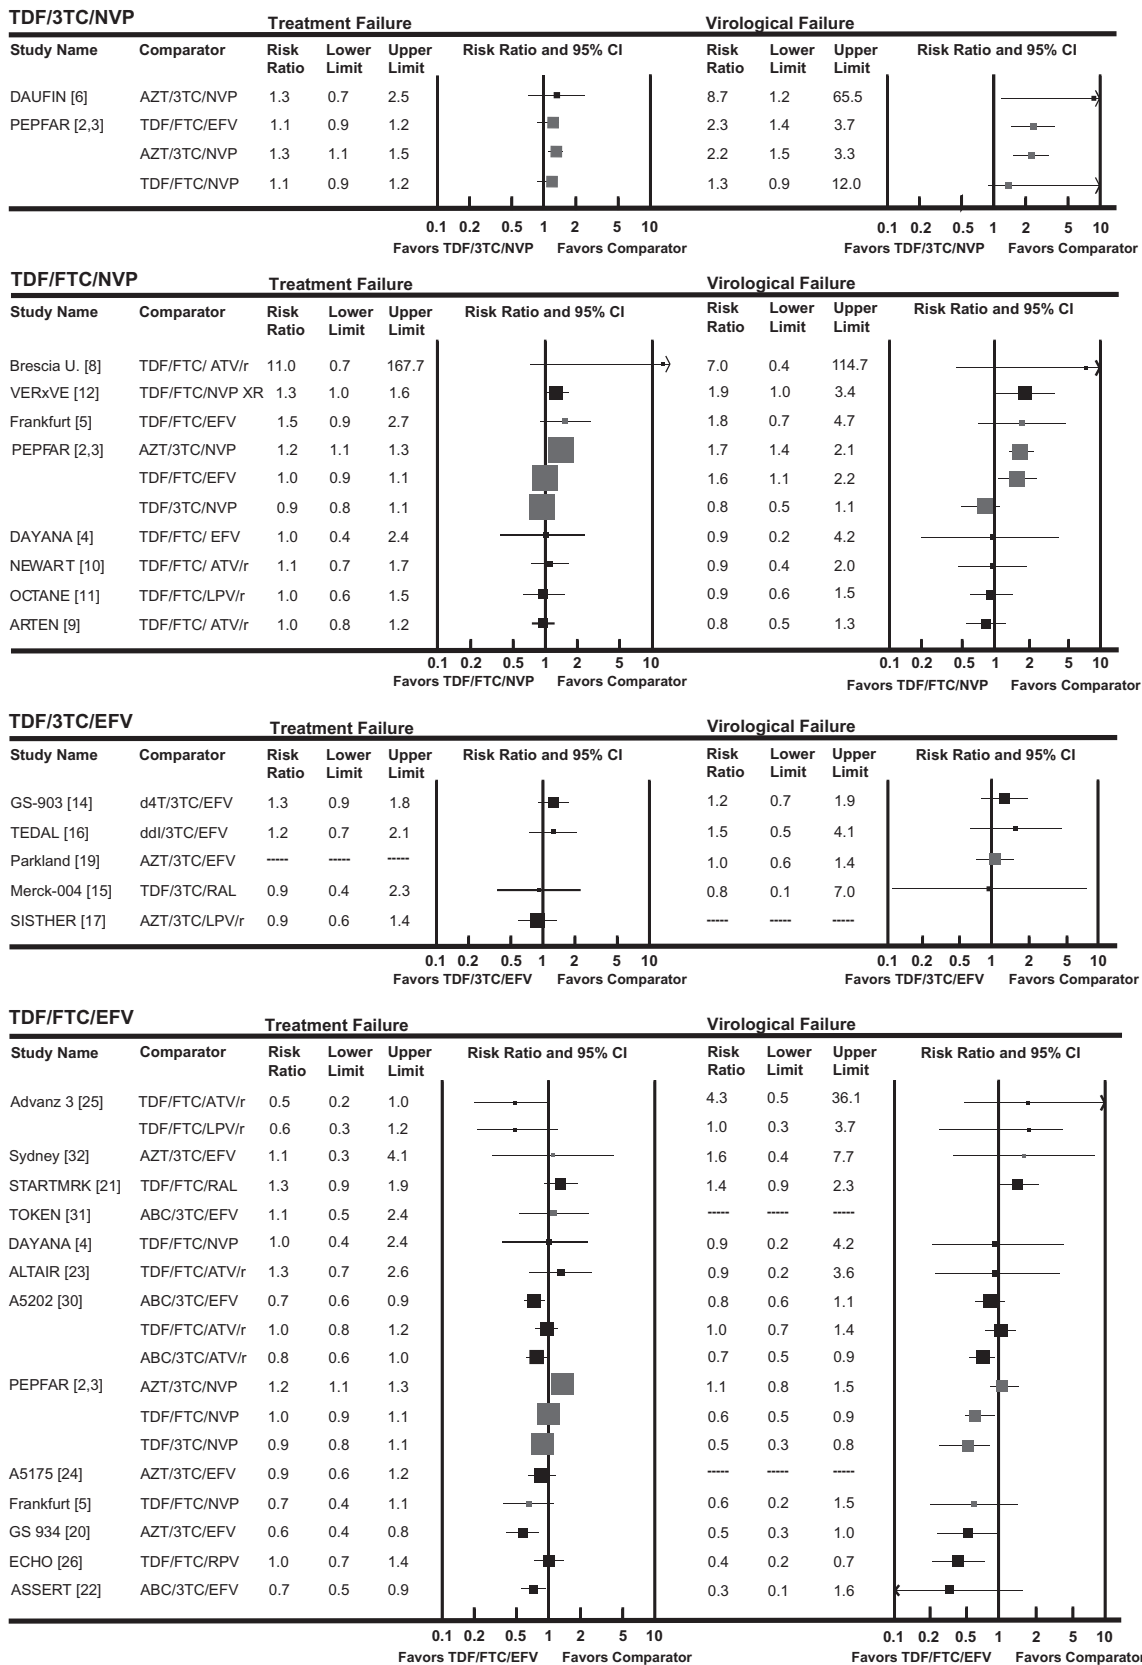 TDF/3TC/NVP
Treatment Failure Virological Failure
Study Name Comparator Risk Ratio Lower Limit Upper Limit Risk Ratio and 95% CI Risk Ratio Lower Limit Upper Limit Risk Ratio and 95% CI
DAUFIN [6] AZT/3TC/NVP 1.3 0.7 2.5 8.7 1.2 65.5
PEPFAR [2,3] TDF/FTC/EFV 1.1 0.9 1.2 2.3 1.4 3.7
AZT/3TC/NVP 1.3 1.1 1.5 2.2 1.5 3.3
TDF/FTC/NVP 1.1 0.9 1.2 1.3 0.9 12.0
0.1 0.2 0.5 1 2 5 10 0.1 0.2 0.5 1 2 5 10
Favors TDF/3TC/NVP Favors Comparator Favors TDF/3TC/NVP Favors Comparator
TDF/FTC/NVP
Treatment Failure Virological Failure
Study Name Comparator Risk Ratio Lower Limit Upper Limit Risk Ratio and 95% CI Risk Ratio Lower Limit Upper Limit Risk Ratio and 95% CI
Brescia U. [8] TDF/FTC/ ATV/r 11.0 0.7 167.7 7.0 0.4 114.7
VERxVE [12] TDF/FTC/NVP XR 1.3 1.0 1.6 1.9 1.0 3.4
Frankfurt [5] TDF/FTC/EFV 1.5 0.9 2.7 1.8 0.7 4.7
PEPFAR [2,3] AZT/3TC/NVP 1.2 1.1 1.3 1.7 1.4 2.1
TDF/FTC/EFV 1.0 0.9 1.1 1.6 1.1 2.2
TDF/3TC/NVP 0.9 0.8 1.1 0.8 0.5 1.1
DAYANA [4] TDF/FTC/ EFV 1.0 0.4 2.4 0.9 0.2 4.2
NEWART [10] TDF/FTC/ ATV/r 1.1 0.7 1.7 0.9 0.4 2.0
OCTANE [11] TDF/FTC/LPV/r 1.0 0.6 1.5 0.9 0.6 1.5
ARTEN [9] TDF/FTC/ ATV/r 1.0 0.8 1.2 0.8 0.5 1.3
0.1 0.2 0.5 1 2 5 10 0.1 0.2 0.5 1 2 5 10
Favors TDF/FTC/NVP Favors Comparator Favors TDF/FTC/NVP Favors Comparator
TDF/3TC/EFV
Treatment Failure Virological Failure
Study Name Comparator Risk Ratio Lower Limit Upper Limit Risk Ratio and 95% CI Risk Ratio Lower Limit Upper Limit Risk Ratio and 95% CI
GS-903 [14] d4T/3TC/EFV 1.3 0.9 1.8 1.2 0.7 1.9
TEDAL [16] ddI/3TC/EFV 1.2 0.7 2.1 1.5 0.5 4.1
Parkland [19] AZT/3TC/EFV ----- ----- ----- 1.0 0.6 1.4
Merck-004 [15] TDF/3TC/RAL 0.9 0.4 2.3 0.8 0.1 7.0
SISTHER [17] AZT/3TC/LPV/r 0.9 0.6 1.4 ----- ----- -----
0.1 0.2 0.5 1 2 5 10 0.1 0.2 0.5 1 2 5 10
Favors TDF/3TC/EFV Favors Comparator Favors TDF/3TC/EFV Favors Comparator
TDF/FTC/EFV
Treatment Failure Virological Failure
Study Name Comparator Risk Ratio Lower Limit Upper Limit Risk Ratio and 95% CI Risk Ratio Lower Limit Upper Limit Risk Ratio and 95% CI
Advanz 3 [25] TDF/FTC/ATV/r 0.5 0.2 1.0 4.3 0.5 36.1
TDF/FTC/LPV/r 0.6 0.3 1.2 1.0 0.3 3.7
Sydney [32] AZT/3TC/EFV 1.1 0.3 4.1 1.6 0.4 7.7
STARTMRK [21] TDF/FTC/RAL 1.3 0.9 1.9 1.4 0.9 2.3
TOKEN [31] ABC/3TC/EFV 1.1 0.5 2.4 ----- ----- -----
DAYANA [4] TDF/FTC/NVP 1.0 0.4 2.4 0.9 0.2 4.2
ALTAIR [23] TDF/FTC/ATV/r 1.3 0.7 2.6 0.9 0.2 3.6
A5202 [30] ABC/3TC/EFV 0.7 0.6 0.9 0.8 0.6 1.1
TDF/FTC/ATV/r 1.0 0.8 1.2 1.0 0.7 1.4
ABC/3TC/ATV/r 0.8 0.6 1.0 0.7 0.5 0.9
PEPFAR [2,3] AZT/3TC/NVP 1.2 1.1 1.3 1.1 0.8 1.5
TDF/FTC/NVP 1.0 0.9 1.1 0.6 0.5 0.9
TDF/3TC/NVP 0.9 0.8 1.1 0.5 0.3 0.8
A5175 [24] AZT/3TC/EFV 0.9 0.6 1.2 ----- ----- -----
Frankfurt [5] TDF/FTC/NVP 0.7 0.4 1.1 0.6 0.2 1.5
GS 934 [20] AZT/3TC/EFV 0.6 0.4 0.8 0.5 0.3 1.0
ECHO [26] TDF/FTC/RPV 1.0 0.7 1.4 0.4 0.2 0.7
ASSERT [22] ABC/3TC/EFV 0.7 0.5 0.9 0.3 0.1 1.6
0.1 0.2 0.5 1 2 5 10 0.1 0.2 0.5 1 2 5 10
Favors TDF/FTC/EFV Favors Comparator Favors TDF/FTC/EFV Favors Comparator